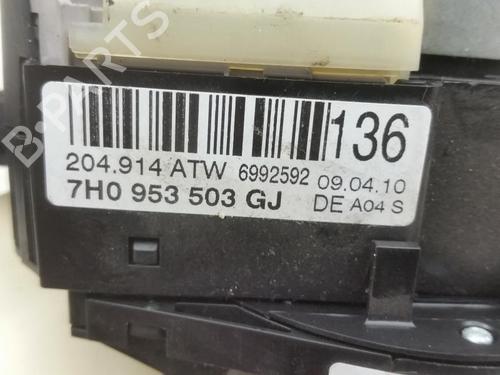 B-PARTS
136
204.914 ATW 6992592 09.04.10
7H0 953 503 GJ DE A04 S